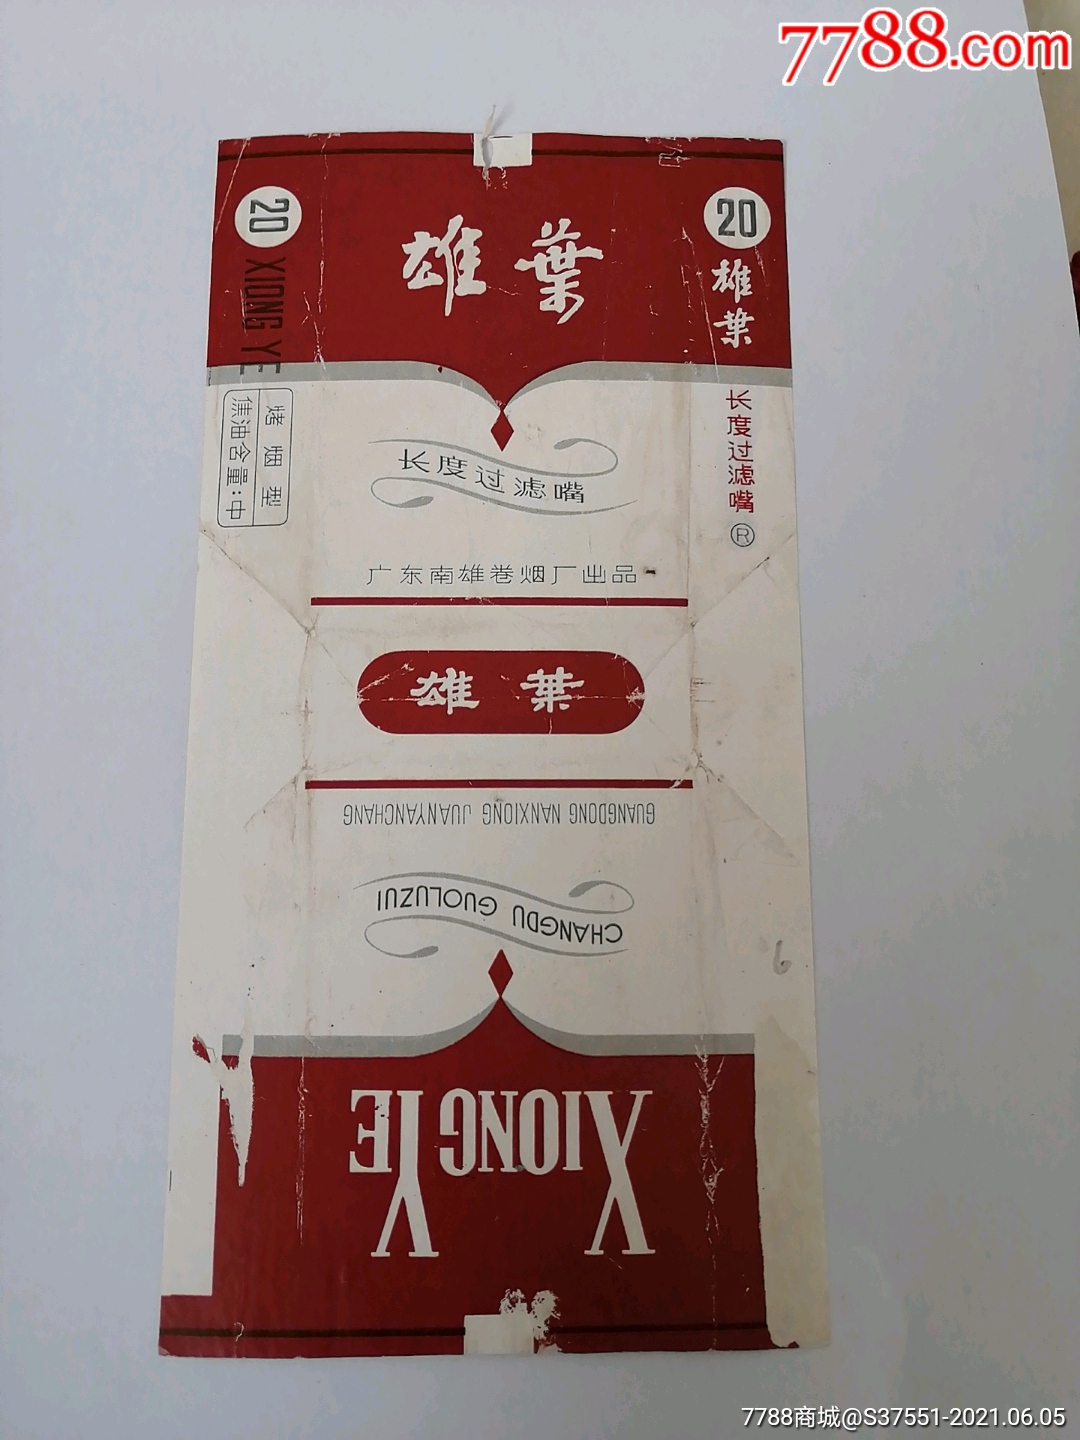 7788.com
雄葉
20
XIONG YE
烤烟型
焦油含量:中
20
雄葉
长度过滤嘴
®
长度过滤嘴
广东南雄卷烟厂出品
雄葉
GUANGDONG NANXIONG JUANYANCHANG
CHANGDU GUOLUZUI
XIONGYE
6
7788商城@S37551-2021.06.05